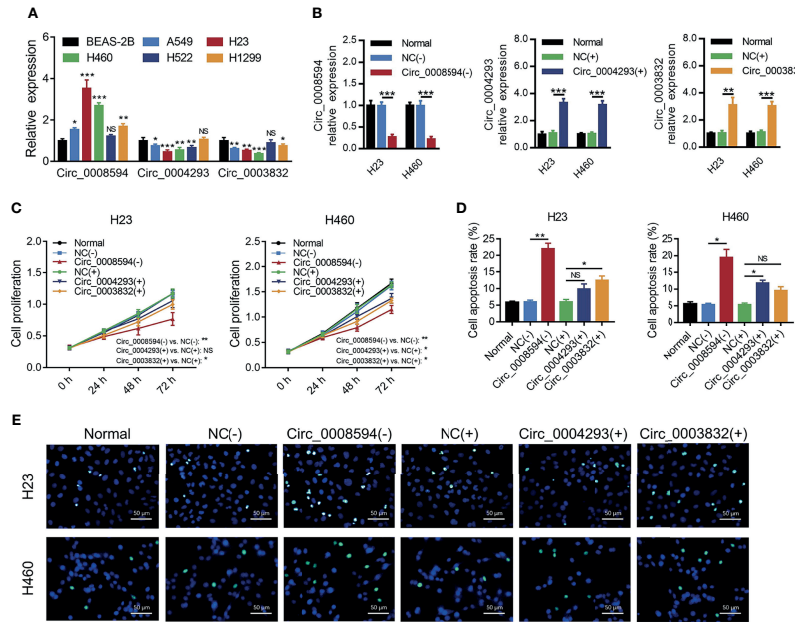 A
BEAS-2B A549 H23
H460 H522 H1299
Relative expression
5
4
3
2
1
0
* *** *** NS **
* *** ** ** NS
** ** *** NS *
Circ_0008594 Circ_0004293 Circ_0003832
B
Normal
NC(-)
Circ_0008594(-)
Circ_0008594
relative expression
2.0
1.5
1.0
0.5
0.0
*** ***
H23 H460
Normal
NC(+)
Circ_0004293(+)
Circ_0004293
relative expression
6
4
2
0
*** ***
H23 H460
Normal
NC(+)
Circ_0003832
Circ_0003832
relative expression
6
4
2
0
** ***
H23 H460
C
H23
Normal
NC(-)
Circ_0008594(-)
NC(+)
Circ_0004293(+)
Circ_0003832(+)
Cell proliferation
2.0
1.5
1.0
0.5
0.0
Circ_0008594(-) vs. NC(-): **
Circ_0004293(+) vs. NC(+): NS
Circ_0003832(+) vs. NC(+): *
0 h 24 h 48 h 72 h
H460
Normal
NC(-)
Circ_0008594(-)
NC(+)
Circ_0004293(+)
Circ_0003832(+)
Cell proliferation
2.5
2.0
1.5
1.0
0.5
0.0
Circ_0008594(-) vs. NC(-): **
Circ_0004293(+) vs. NC(+): *
Circ_0003832(+) vs. NC(+): *
0 h 24 h 48 h 72 h
D
H23
Cell apoptosis rate (%)
25
20
15
10
5
0
** NS *
Normal NC(-) Circ_0008594(-) NC(+) Circ_0004293(+) Circ_0003832(+)
H460
Cell apoptosis rate (%)
25
20
15
10
5
0
* * NS
Normal NC(-) Circ_0008594(-) NC(+) Circ_0004293(+) Circ_0003832(+)
E
Normal NC(-) Circ_0008594(-) NC(+) Circ_0004293(+) Circ_0003832(+)
H23
50 μm 50 μm 50 μm 50 μm 50 μm 50 μm
H460
50 μm 50 μm 50 μm 50 μm 50 μm 50 μm